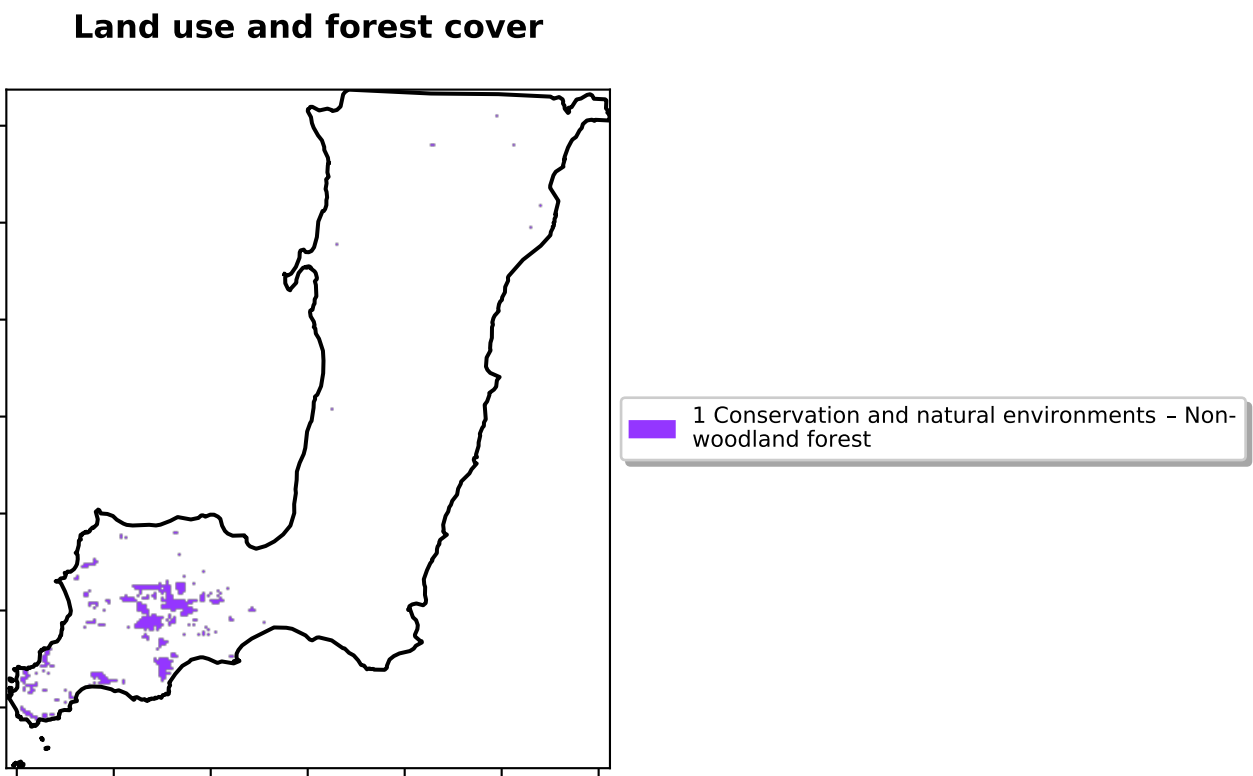 Land use and forest cover
1 Conservation and natural environments – Non-
woodland forest